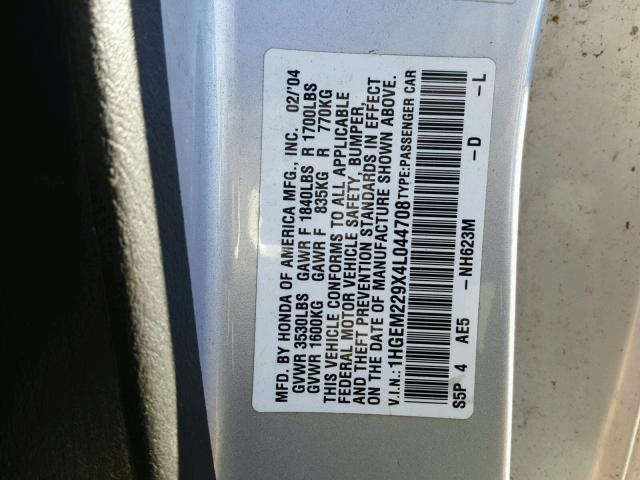 MFD. BY HONDA OF AMERICA MFG., INC. 02/'04
GVWR 3530LBS GAWR F 1840LBS R 1700LBS
GVWR 1600KG GAWR F 835KG R 770KG
THIS VEHICLE CONFORMS TO ALL APPLICABLE
FEDERAL MOTOR VEHICLE SAFETY, BUMPER,
AND THEFT PREVENTION STANDARDS IN EFFECT
ON THE DATE OF MANUFACTURE SHOWN ABOVE.
V.I.N.: 1HGEM229X4L044708 TYPE:PASSENGER CAR
S5P 4 AE5 -NH623M -D -L